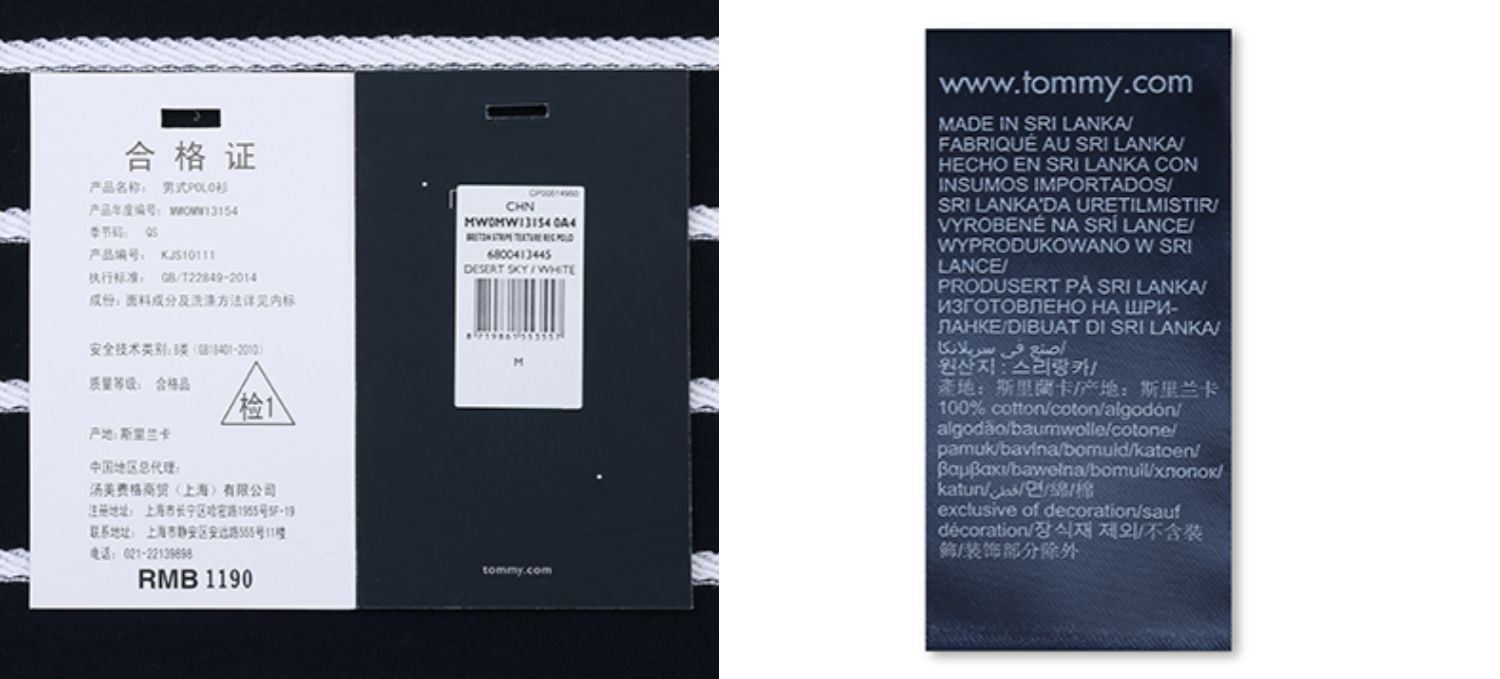 合格证
产品名称: 男式POLO衫
产品年度编号: MW0MW13154
季节码: QS
产品编号: KJS10111
执行标准: GB/T22849-2014
成份: 面料成分及洗涤方法详见内标
安全技术类别: B类 (GB18401-2010)
质量等级: 合格品
检1
产地: 斯里兰卡
中国地区总代理:
汤美费格商贸(上海)有限公司
注册地址: 上海市长宁区哈密路1955号5F-19
联系地址: 上海市静安区安远路555号11楼
电话: 021-22139898
RMB 1190
CP00514950
CHN
MW0MW13154 0A4
BRETON STRIPE TEXTURE REG POLO
6800413445
DESERT SKY / WHITE
8719861553557
M
tommy.com
www.tommy.com
MADE IN SRI LANKA/
FABRIQUÉ AU SRI LANKA/
HECHO EN SRI LANKA CON
INSUMOS IMPORTADOS/
SRI LANKA'DA URETILMISTIR/
VYROBENÉ NA SRÍ LANCE/
WYPRODUKOWANO W SRI
LANCE/
PRODUSERT PÅ SRI LANKA/
ИЗГОТОВЛЕНО НА ШРИ-
ЛАНКЕ/DIBUAT DI SRI LANKA/
صنع في سريلانكا/
원산지 : 스리랑카/
產地: 斯里蘭卡/产地: 斯里兰卡
100% cotton/coton/algodón/
algodão/baumwolle/cotone/
pamuk/bavlna/bomuld/katoen/
βαμβακι/bawełna/bomull/хлопок/
katun/قطن/면/綿/棉
exclusive of decoration/sauf
décoration/장식재 제외/不含裝
飾/装饰部分除外